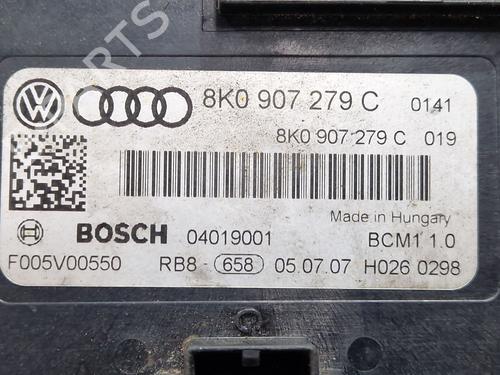 PARTS
8K0 907 279 C 0141
8K0 907 279 C 019
Made in Hungary
BOSCH 04019001 BCM1 1.0
F005V00550 RB8- 658 05.07.07 H026 0298